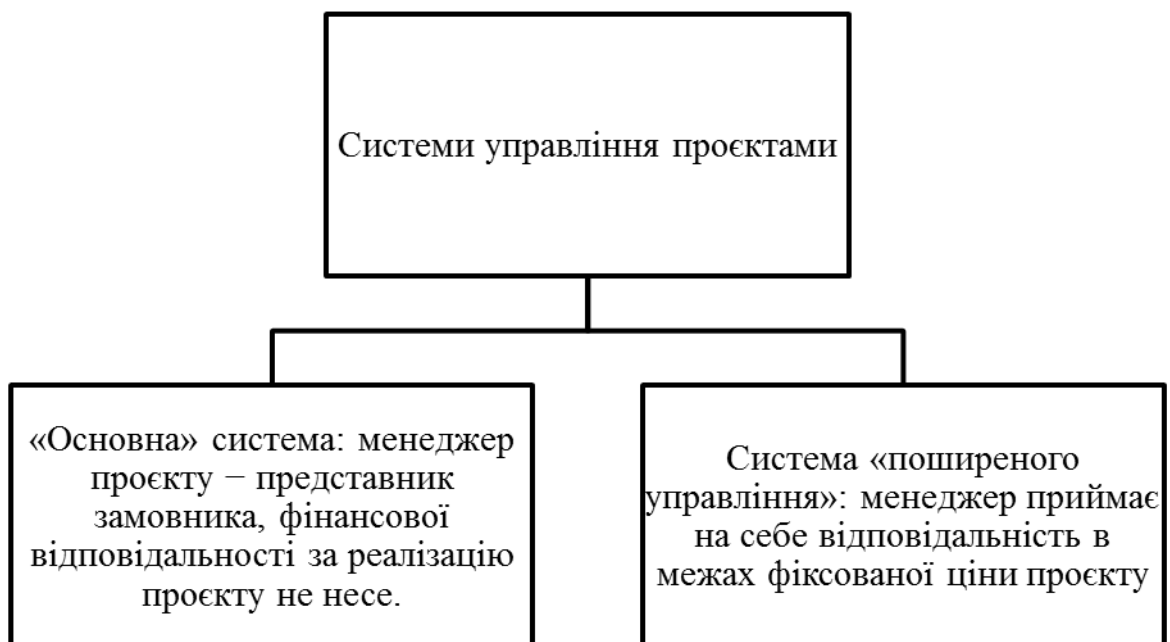 Системи управління проєктами
«Основна» система: менеджер
проєкту − представник
замовника, фінансової
відповідальності за реалізацію
проєкту не несе.
Система «поширеного
управління»: менеджер приймає
на себе відповідальність в
межах фіксованої ціни проєкту